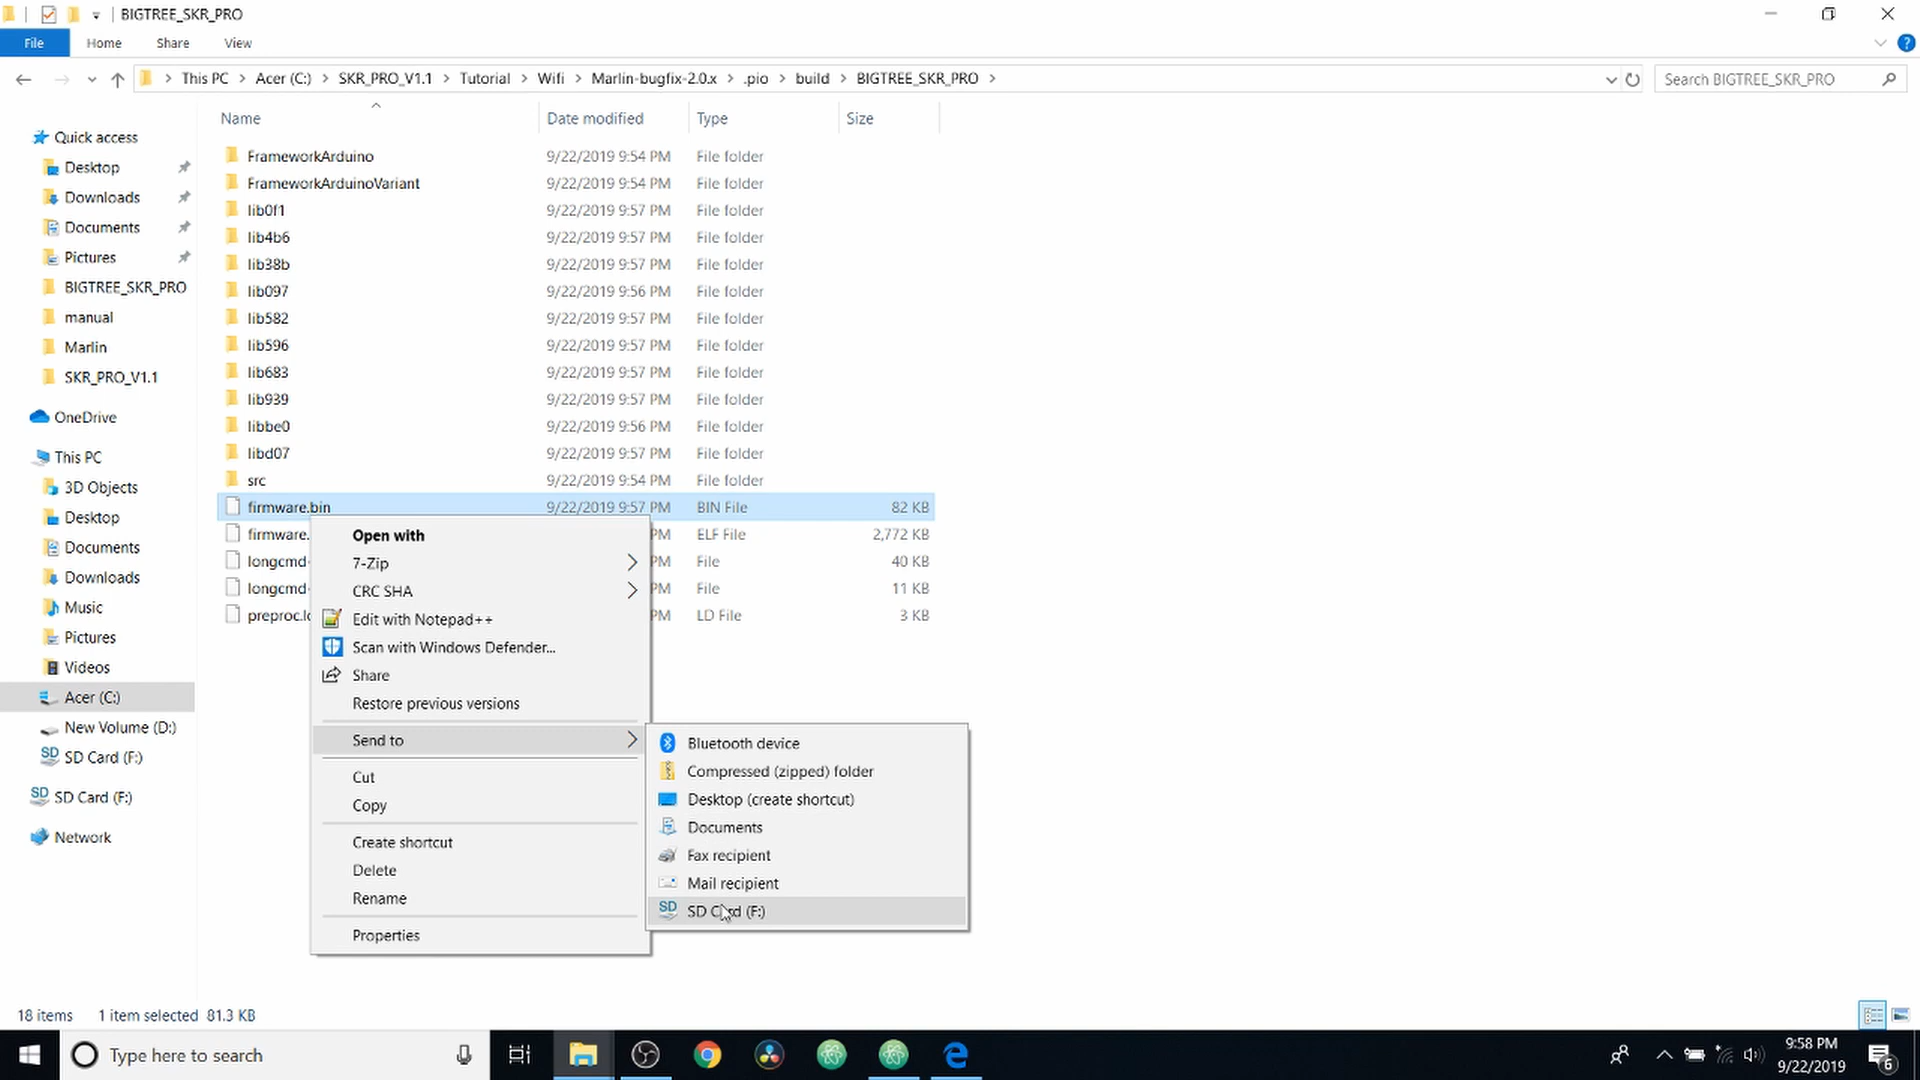 BIGTREE_SKR_PRO
File Home Share View
This PC Acer (C:) SKR_PRO_V1.1 Tutorial Wifi Marlin-bugfix-2.0.x .pio build BIGTREE_SKR_PRO Search BIGTREE_SKR_PRO
Name Date modified Type Size
Quick access
Desktop
Downloads
Documents
Pictures
BIGTREE_SKR_PRO
manual
Marlin
SKR_PRO_V1.1
OneDrive
This PC
3D Objects
Desktop
Documents
Downloads
Music
Pictures
Videos
Acer (C:)
New Volume (D:)
SD Card (F:)
SD Card (F:)
Network
FrameworkArduino 9/22/2019 9:54 PM File folder
FrameworkArduinoVariant 9/22/2019 9:54 PM File folder
lib0f1 9/22/2019 9:57 PM File folder
lib4b6 9/22/2019 9:57 PM File folder
lib38b 9/22/2019 9:57 PM File folder
lib097 9/22/2019 9:56 PM File folder
lib582 9/22/2019 9:57 PM File folder
lib596 9/22/2019 9:57 PM File folder
lib683 9/22/2019 9:57 PM File folder
lib939 9/22/2019 9:57 PM File folder
libbe0 9/22/2019 9:56 PM File folder
libd07 9/22/2019 9:57 PM File folder
src 9/22/2019 9:54 PM File folder
firmware.bin 9/22/2019 9:57 PM BIN File 82 KB
firmware. PM ELF File 2,772 KB
longcmd- PM File 40 KB
longcmd- PM File 11 KB
preproc.l PM LD File 3 KB
Open with
7-Zip
CRC SHA
Edit with Notepad++
Scan with Windows Defender...
Share
Restore previous versions
Send to
Cut
Copy
Create shortcut
Delete
Rename
Properties
Bluetooth device
Compressed (zipped) folder
Desktop (create shortcut)
Documents
Fax recipient
Mail recipient
SD Card (F:)
18 items 1 item selected 81.3 KB
Type here to search
9:58 PM
9/22/2019
6